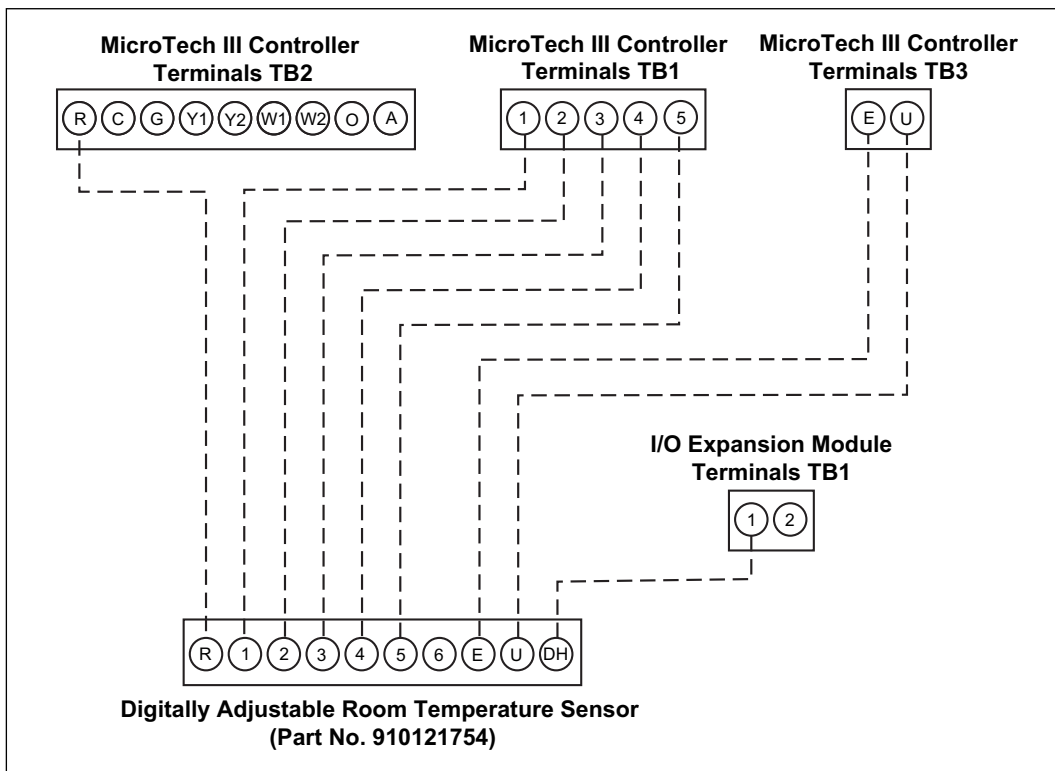 MicroTech III Controller
Terminals TB2
R C G Y1 Y2 W1 W2 O A
MicroTech III Controller
Terminals TB1
1 2 3 4 5
MicroTech III Controller
Terminals TB3
E U
I/O Expansion Module
Terminals TB1
1 2
R 1 2 3 4 5 6 E U DH
Digitally Adjustable Room Temperature Sensor
(Part No. 910121754)